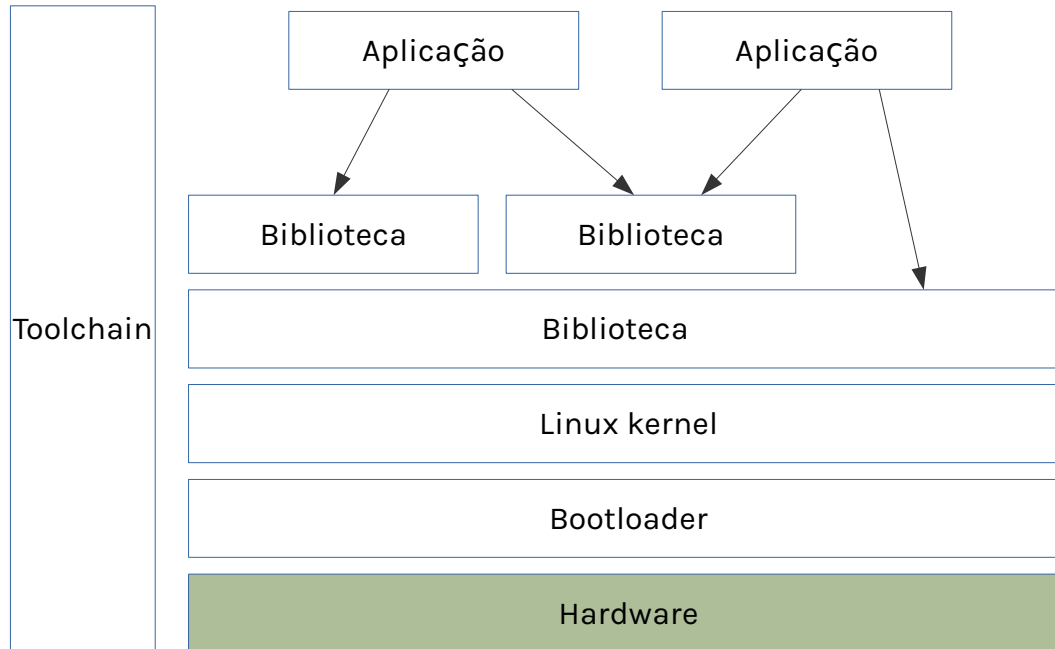 Aplicação
Aplicação
Biblioteca
Biblioteca
Toolchain
Biblioteca
Linux kernel
Bootloader
Hardware